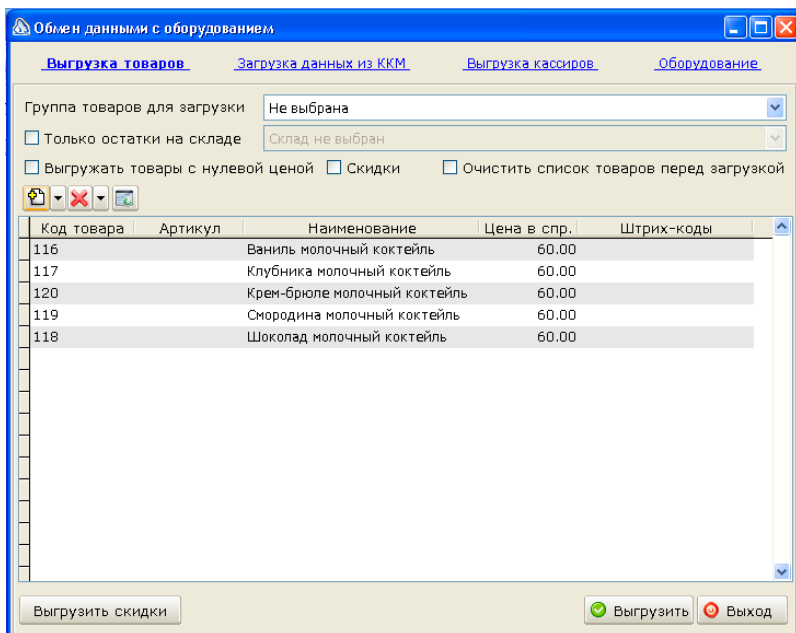 Обмен данными с оборудованием
Выгрузка товаров Загрузка данных из ККМ Выгрузка кассиров Оборудование
Группа товаров для загрузки Не выбрана
Только остатки на складе Склад не выбран
Выгружать товары с нулевой ценой Скидки Очистить список товаров перед загрузкой
Код товара Артикул Наименование Цена в спр. Штрих-коды
116 Ваниль молочный коктейль 60.00
117 Клубника молочный коктейль 60.00
120 Крем-брюле молочный коктейль 60.00
119 Смородина молочный коктейль 60.00
118 Шоколад молочный коктейль 60.00
Выгрузить скидки Выгрузить Выход